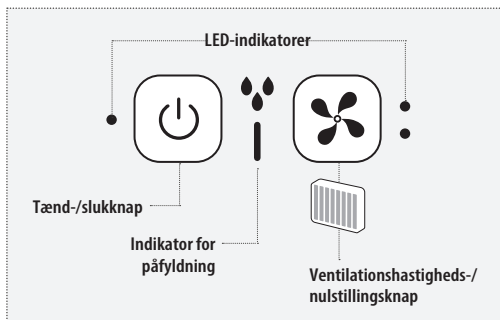 LED-indikatorer
Tænd-/slukknap
Indikator for
påfyldning
Ventilationshastigheds-/
nulstillingsknap